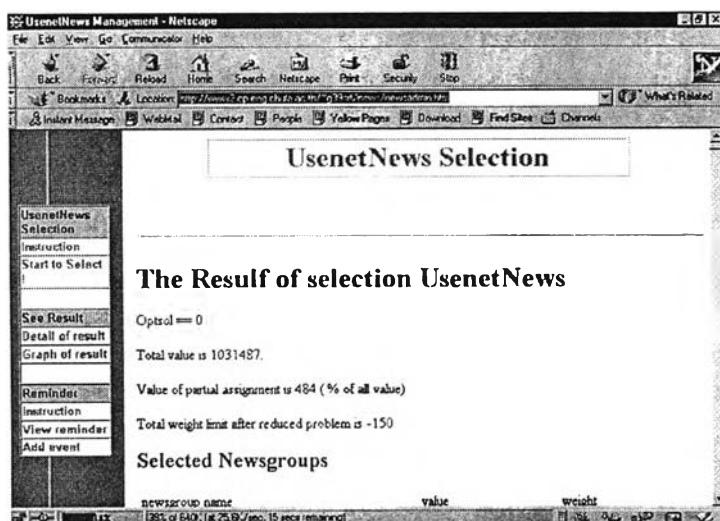 UsenetNews Management - Netscape
File Edit View Go Communicator Help
Back Forward Reload Home Search Netscape Print Security Stop
Bookmarks Location What's Related
Instant Message WebMail Contact People Yellow Pages Download Find Sites Channels
UsenetNews Selection
UsenetNews
Selection
Instruction
Start to Select
!
See Result
Detail of result
Graph of result
Reminder
Instruction
View reminder
Add event
The Resulf of selection UsenetNews
Optsol == 0
Total value is 1031487.
Value of partial assignment is 484 ( % of all value)
Total weight limit after reduced problem is -150
Selected Newsgroups
newsgroup name value weight